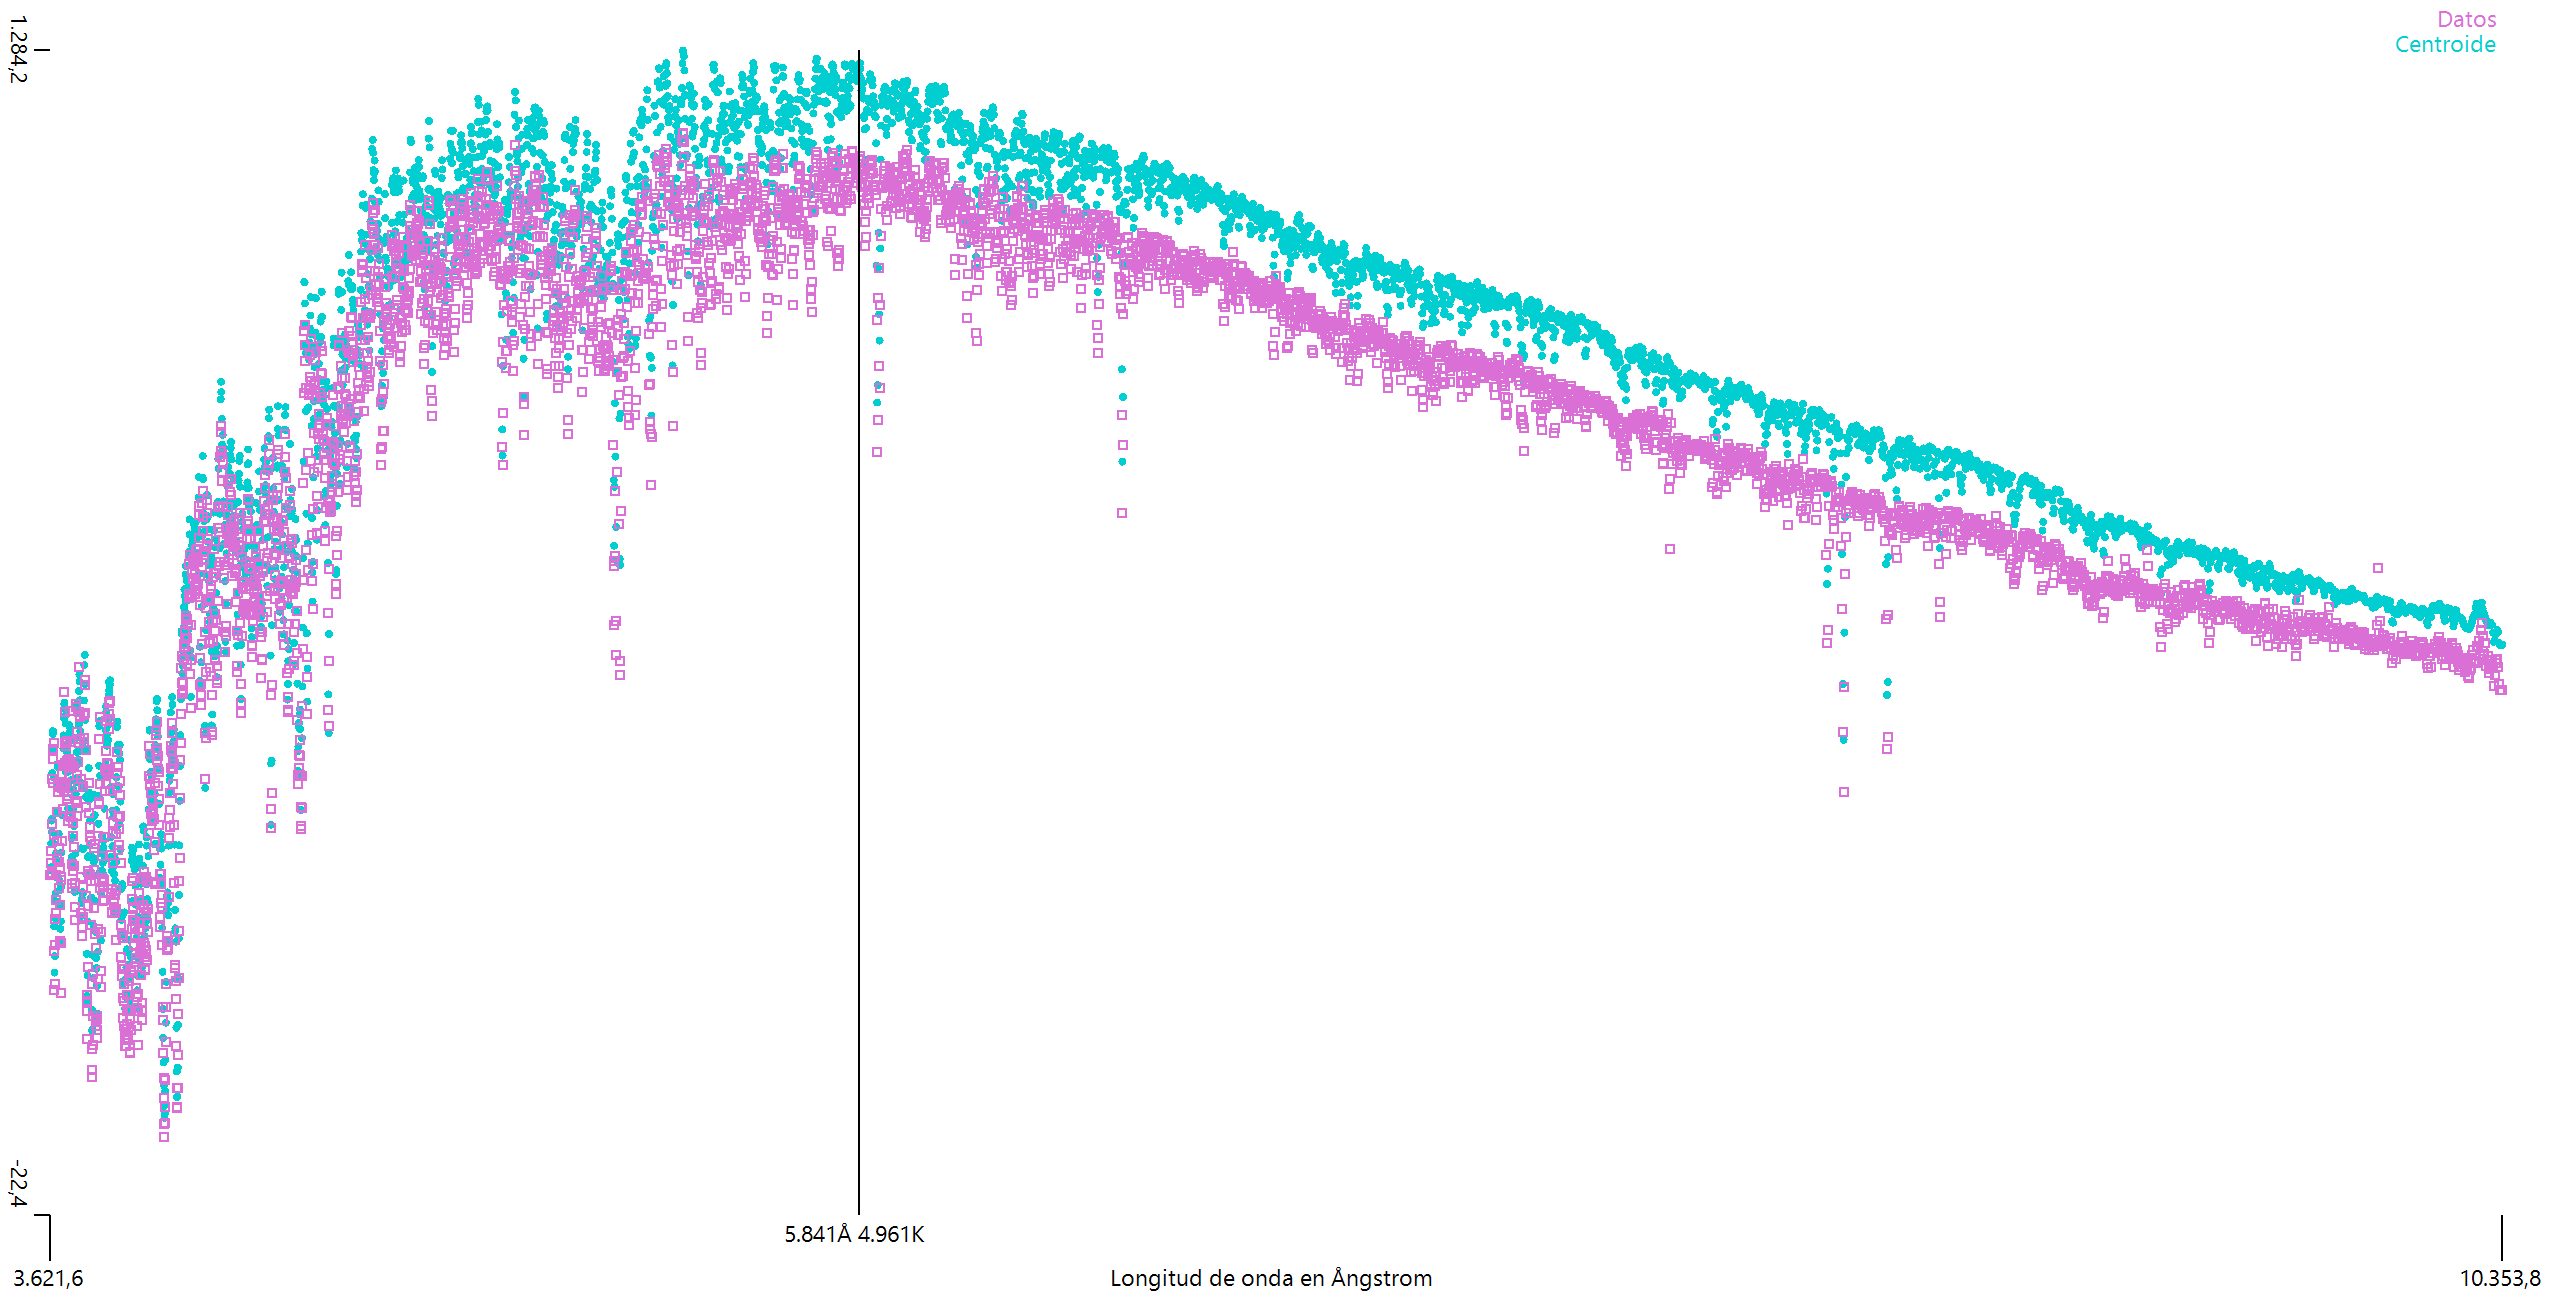 Datos
Centroide
1.284,2
-22,4
5.841Å 4.961K
3.621,6
Longitud de onda en Ångstrom
10.353,8